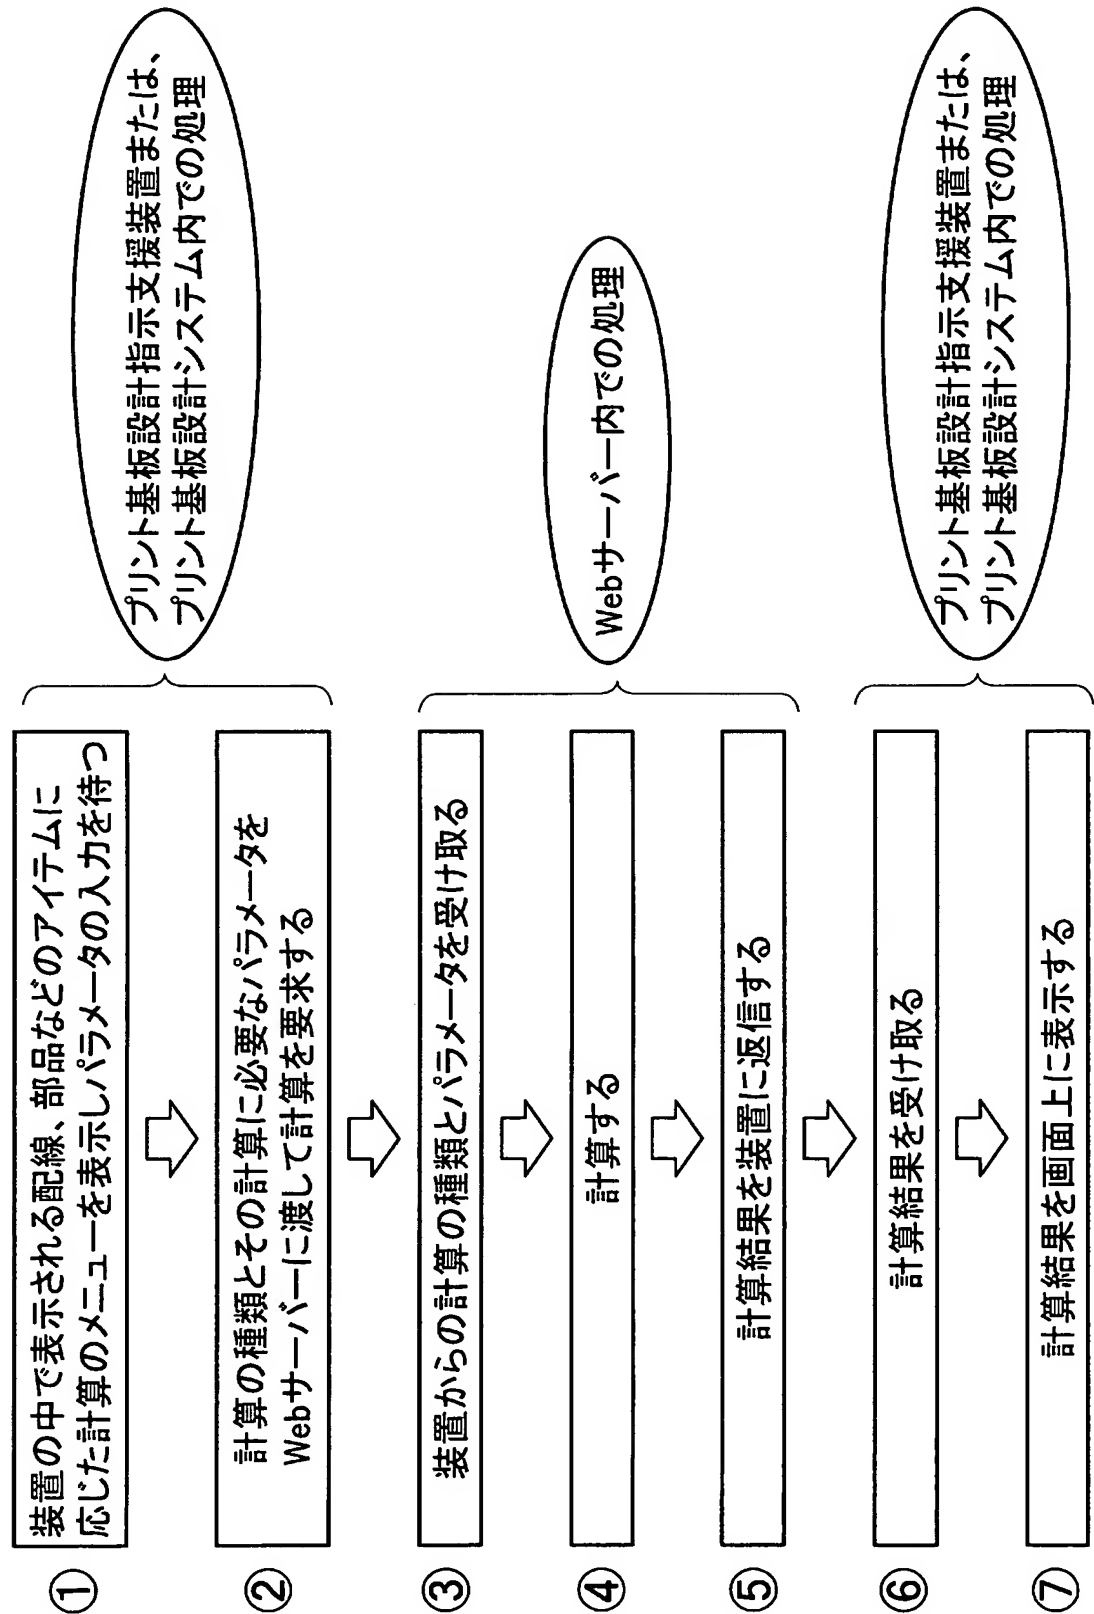 ①
装置の中で表示される配線、部品などのアイテムに
応じた計算のメニューを表示しパラメータの入力を待つ
②
計算の種類とその計算に必要なパラメータを
Webサーバーに渡して計算を要求する
プリント基板設計指示支援装置または、
プリント基板設計システム内での処理
③
装置からの計算の種類とパラメータを受け取る
④
計算する
⑤
計算結果を装置に返信する
Webサーバー内での処理
⑥
計算結果を受け取る
⑦
計算結果を画面上に表示する
プリント基板設計指示支援装置または、
プリント基板設計システム内での処理